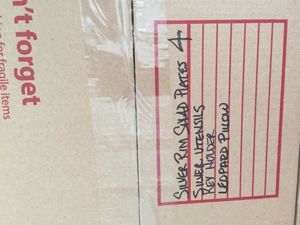 n't forget
for fragile items
SILVER RIM SALAD PLATES 4
SILVER UTENSILS
KEY HOLDER
LEOPARD PILLOW